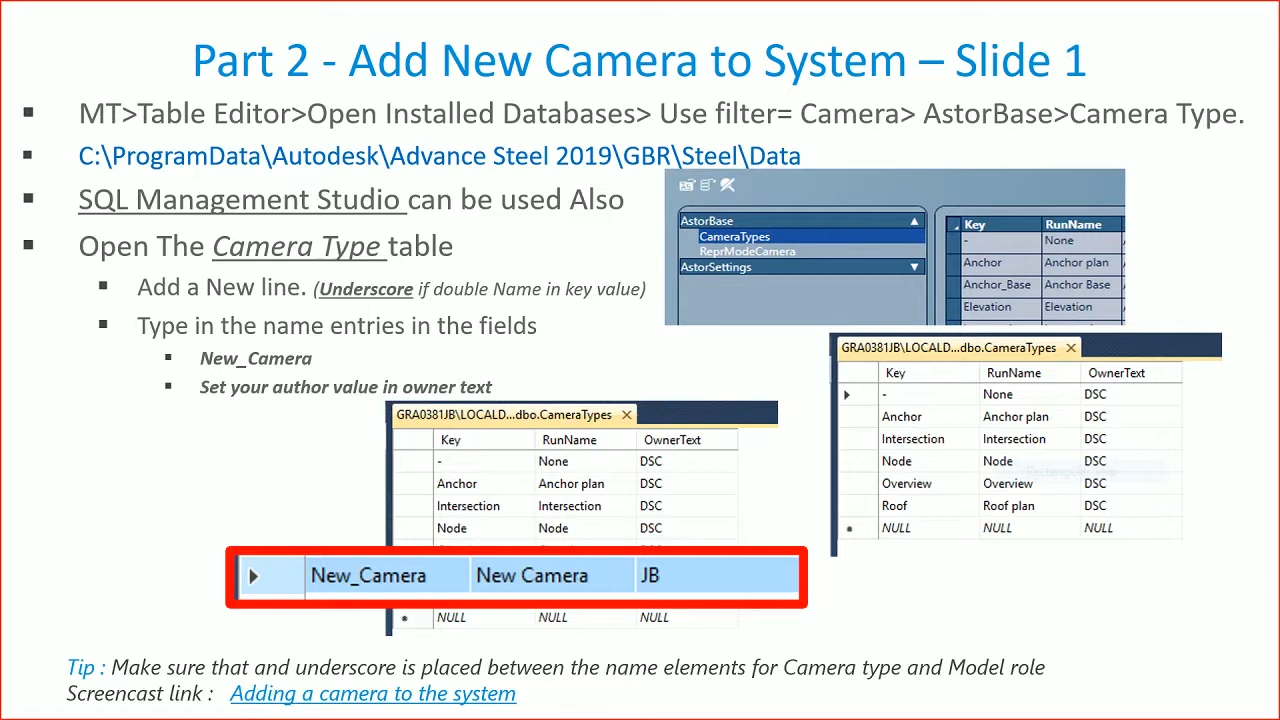 Part 2 - Add New Camera to System – Slide 1
MT>Table Editor>Open Installed Databases> Use filter= Camera> AstorBase>Camera Type.
C:\ProgramData\Autodesk\Advance Steel 2019\GBR\Steel\Data
SQL Management Studio can be used Also
Open The Camera Type table
Add a New line. (Underscore if double Name in key value)
Type in the name entries in the fields
New_Camera
Set your author value in owner text
AstorBase
CameraTypes
ReprModeCamera
AstorSettings
Key RunName
- None
Anchor Anchor plan
Anchor_Base Anchor Base
Elevation Elevation
GRA0381JB\LOCALD...dbo.CameraTypes
Key RunName OwnerText
- None DSC
Anchor Anchor plan DSC
Intersection Intersection DSC
Node Node DSC
Overview Overview DSC
Roof Roof plan DSC
NULL NULL NULL
GRA0381JB\LOCALD...dbo.CameraTypes
Key RunName OwnerText
- None DSC
Anchor Anchor plan DSC
Intersection Intersection DSC
Node Node DSC
New_Camera New Camera JB
NULL NULL NULL
Tip : Make sure that and underscore is placed between the name elements for Camera type and Model role
Screencast link : Adding a camera to the system